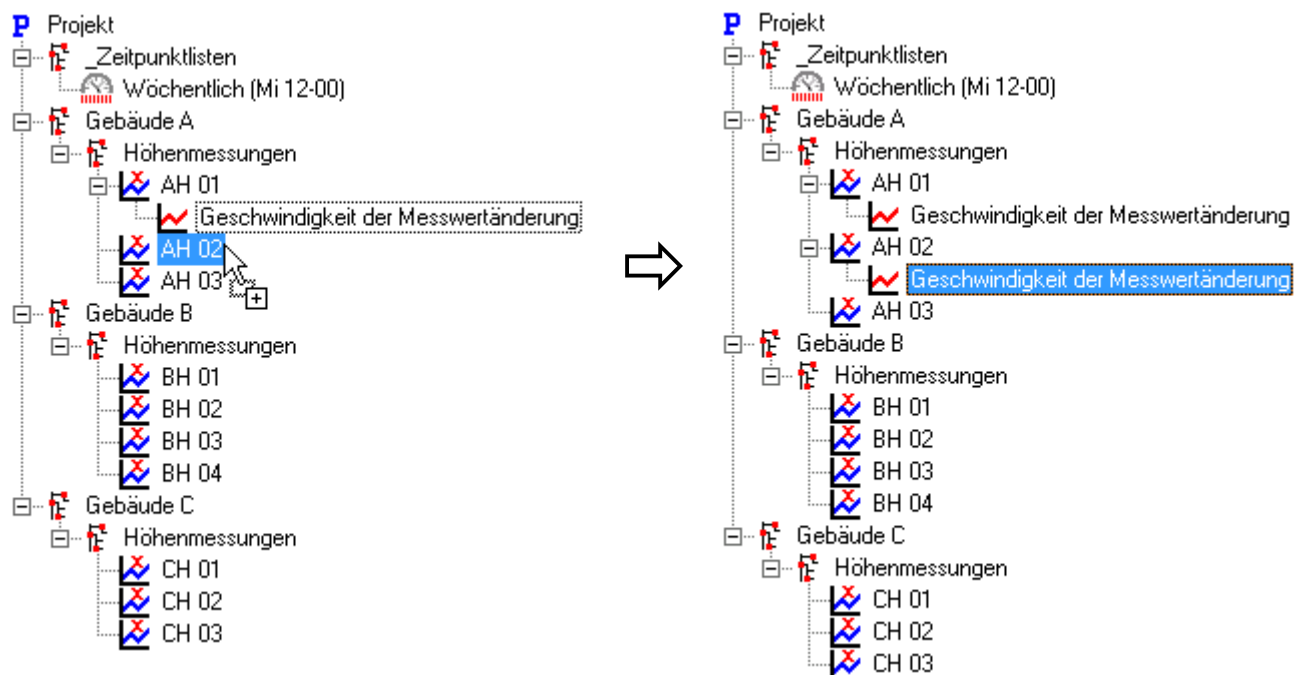 P Projekt
_Zeitpunktlisten
Wöchentlich (Mi 12-00)
Gebäude A
Höhenmessungen
AH 01
Geschwindigkeit der Messwertänderung
AH 02
AH 03
Gebäude B
Höhenmessungen
BH 01
BH 02
BH 03
BH 04
Gebäude C
Höhenmessungen
CH 01
CH 02
CH 03
P Projekt
_Zeitpunktlisten
Wöchentlich (Mi 12-00)
Gebäude A
Höhenmessungen
AH 01
Geschwindigkeit der Messwertänderung
AH 02
Geschwindigkeit der Messwertänderung
AH 03
Gebäude B
Höhenmessungen
BH 01
BH 02
BH 03
BH 04
Gebäude C
Höhenmessungen
CH 01
CH 02
CH 03